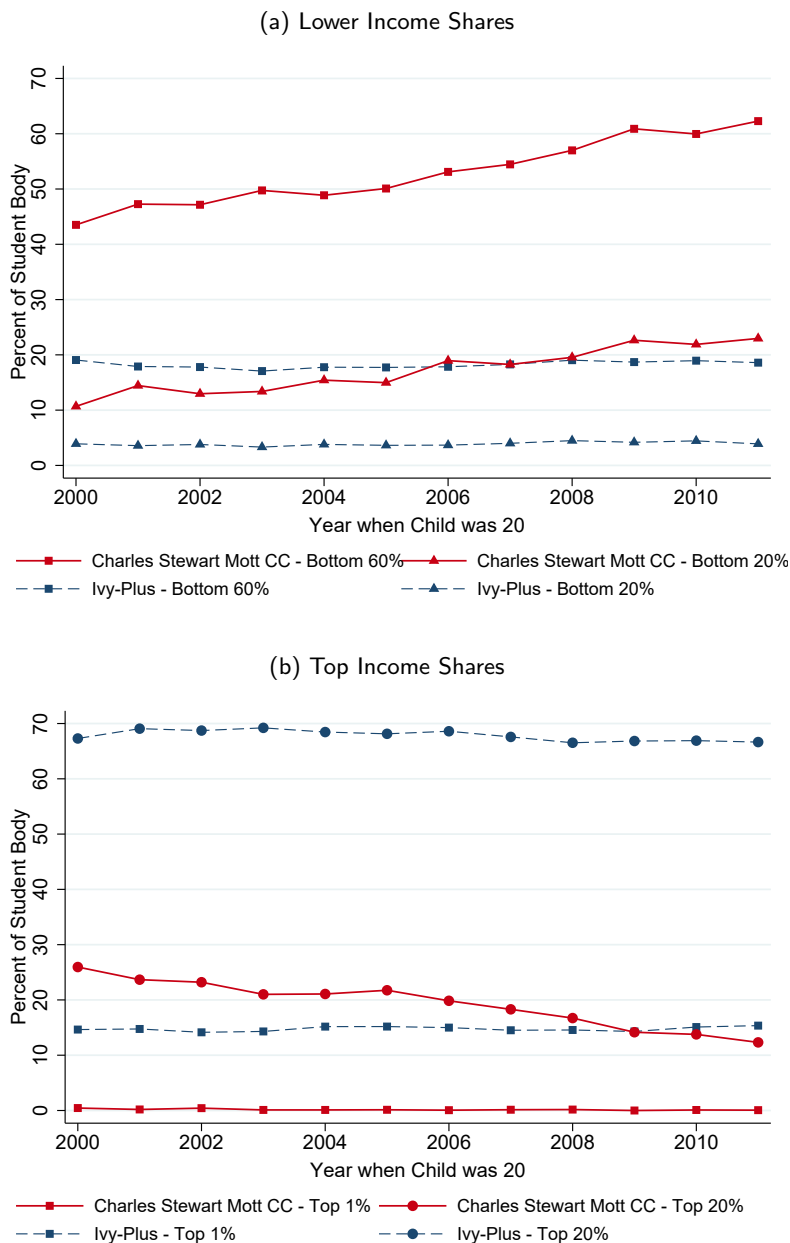 (a) Lower Income Shares
Percent of Student Body
70
60
50
40
30
20
10
0
2000 2002 2004 2006 2008 2010
Year when Child was 20
Charles Stewart Mott CC - Bottom 60% Charles Stewart Mott CC - Bottom 20%
Ivy-Plus - Bottom 60% Ivy-Plus - Bottom 20%
(b) Top Income Shares
Percent of Student Body
70
60
50
40
30
20
10
0
2000 2002 2004 2006 2008 2010
Year when Child was 20
Charles Stewart Mott CC - Top 1% Charles Stewart Mott CC - Top 20%
Ivy-Plus - Top 1% Ivy-Plus - Top 20%